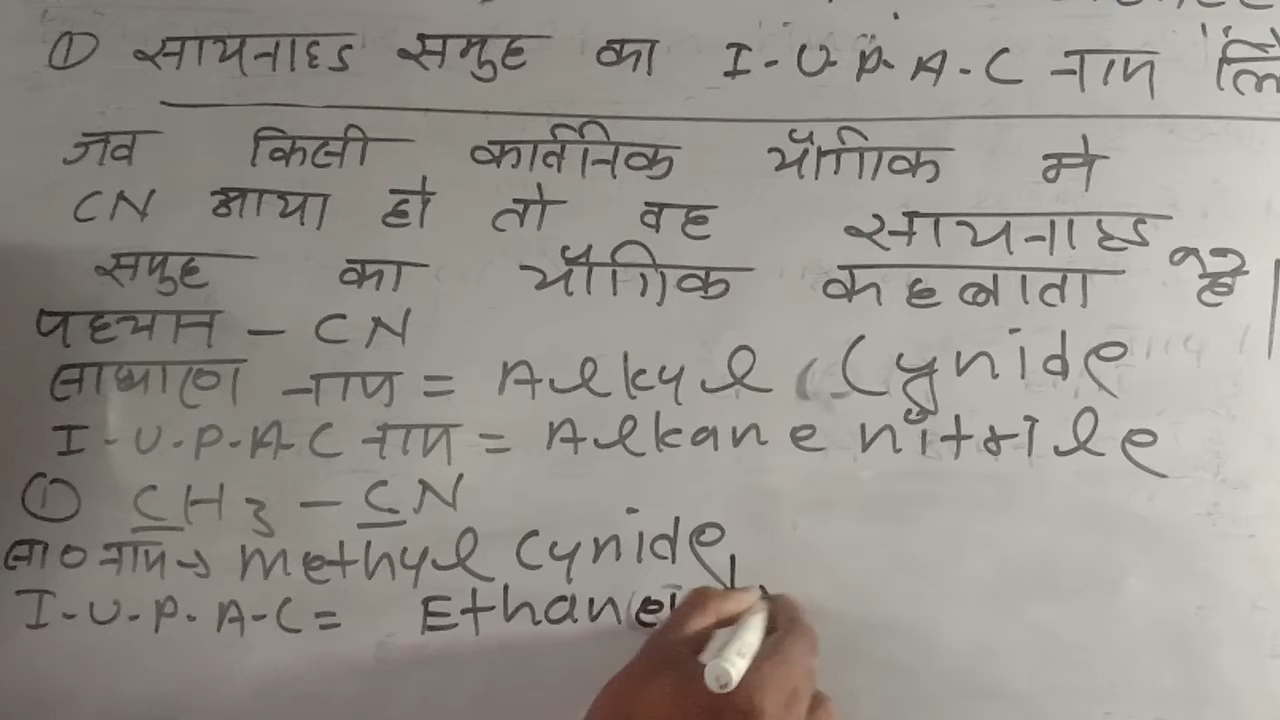 ① सायनाइड समुह का I-U.P.A-C नाम लि
जब किसी कार्बनिक यौगिक मे
CN आया हो तो वह सायनाइड
समुह का यौगिक कहलाता है
पहचान - CN
साधारण नाम = Alkyl Cynide
I-U.P.A-C नाम = Alkane nitrile
① CH3 - CN
सा० नाम→ Methyl Cynide
I-U.P.A-C = Ethane